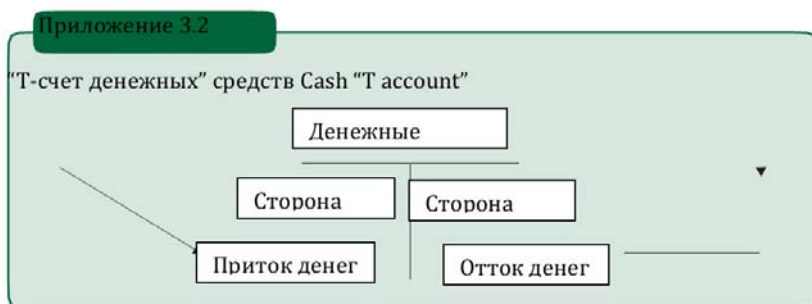 Приложение 3.2
“Т-счет денежных” средств Cash “T account”
Денежные
Сторона Сторона
Приток денег Отток денег